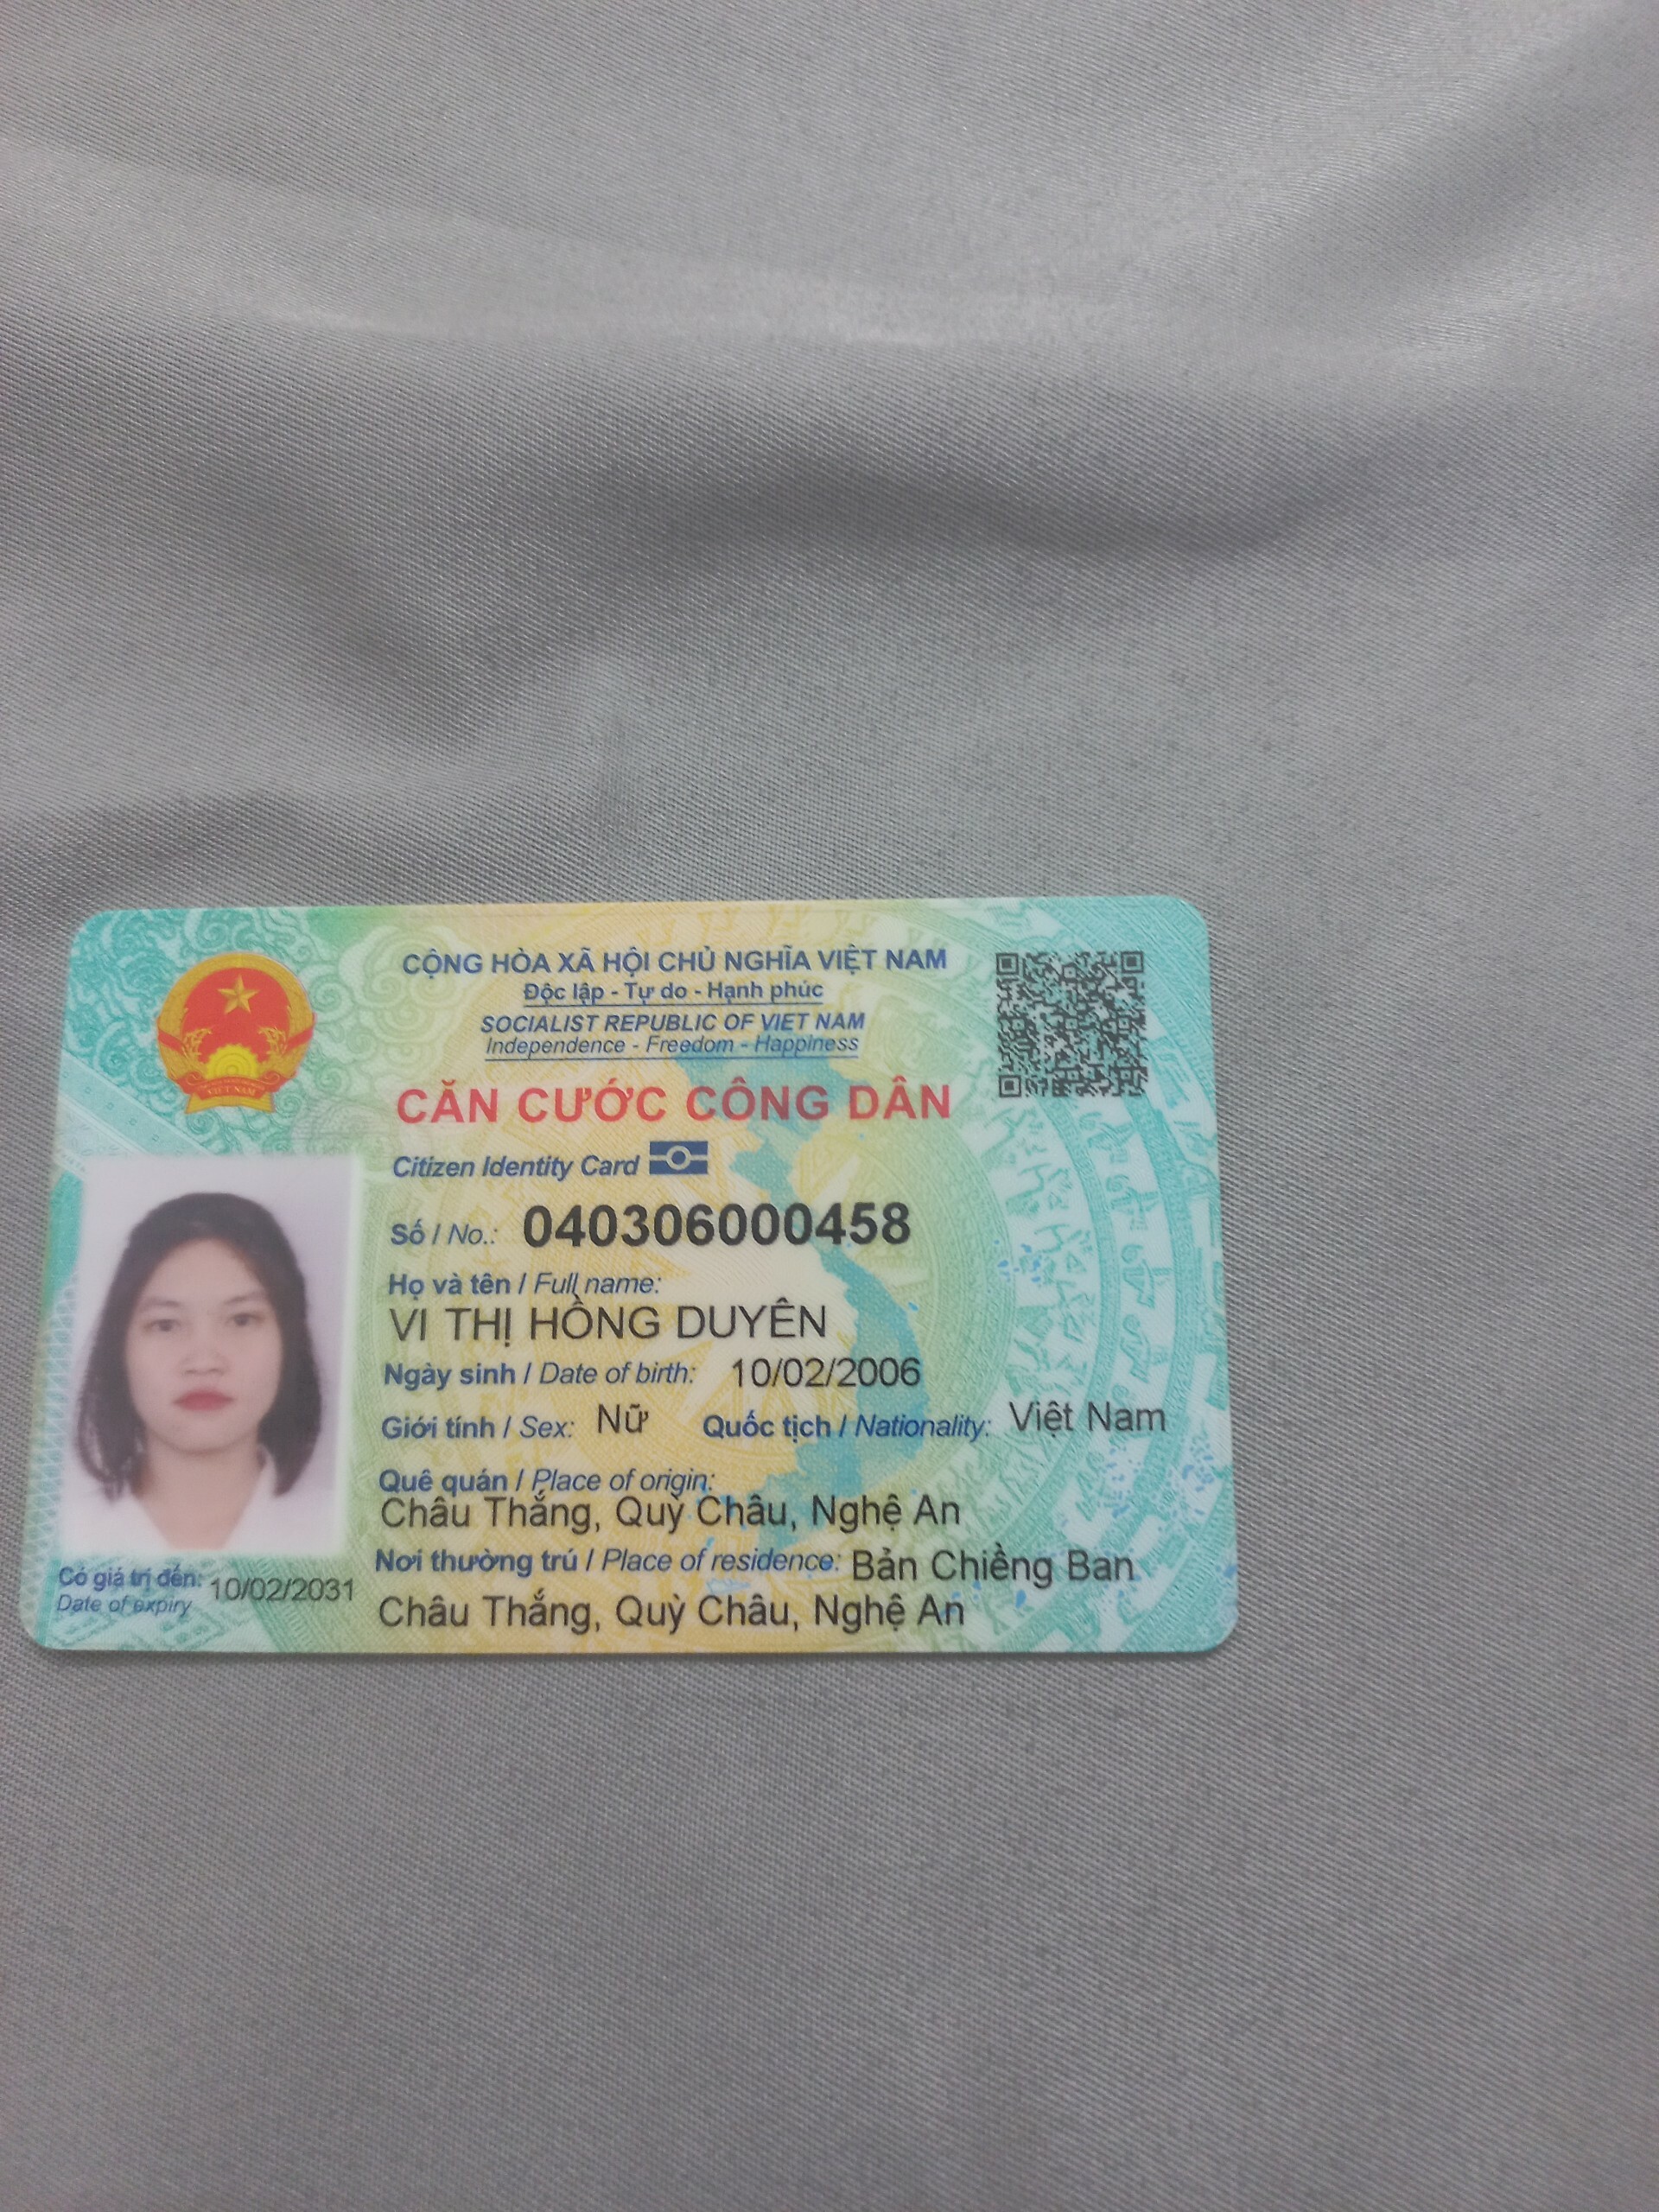 CỘNG HÒA XÃ HỘI CHỦ NGHĨA VIỆT NAM
Độc lập - Tự do - Hạnh phúc
SOCIALIST REPUBLIC OF VIET NAM
Independence - Freedom - Happiness
CĂN CƯỚC CÔNG DÂN
Citizen Identity Card
Số / No.: 040306000458
Họ và tên / Full name:
VI THỊ HỒNG DUYÊN
Ngày sinh / Date of birth: 10/02/2006
Giới tính / Sex: Nữ Quốc tịch / Nationality: Việt Nam
Quê quán / Place of origin:
Châu Thắng, Quỳ Châu, Nghệ An
Nơi thường trú / Place of residence: Bản Chiềng Ban
Châu Thắng, Quỳ Châu, Nghệ An
Có giá trị đến: 10/02/2031
Date of expiry
VIỆT NAM